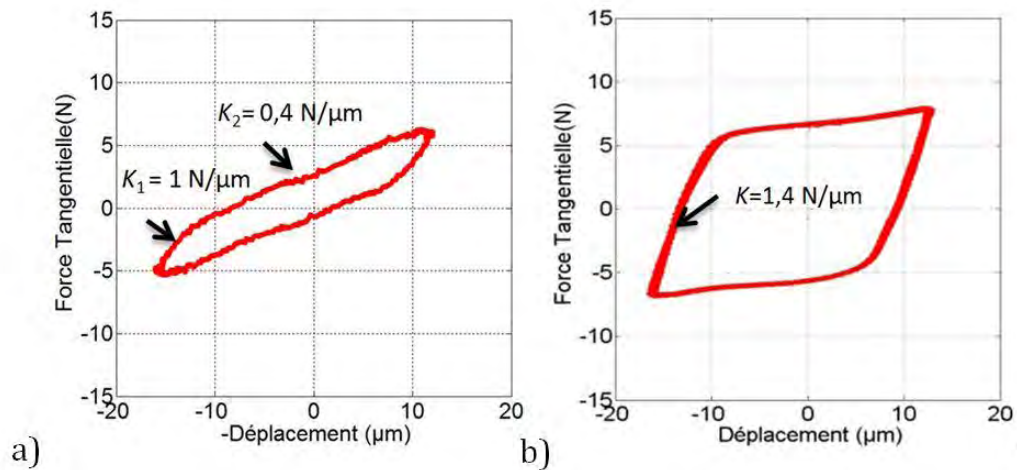 15
10
5
0
-5
-10
-15
Force Tangentielle(N)
K2= 0,4 N/µm
K1= 1 N/µm
-20
-10
0
10
20
-Déplacement (µm)
a)
15
10
5
0
-5
-10
-15
Force Tangentielle(N)
K=1,4 N/µm
-20
-10
0
10
20
Déplacement (µm)
b)